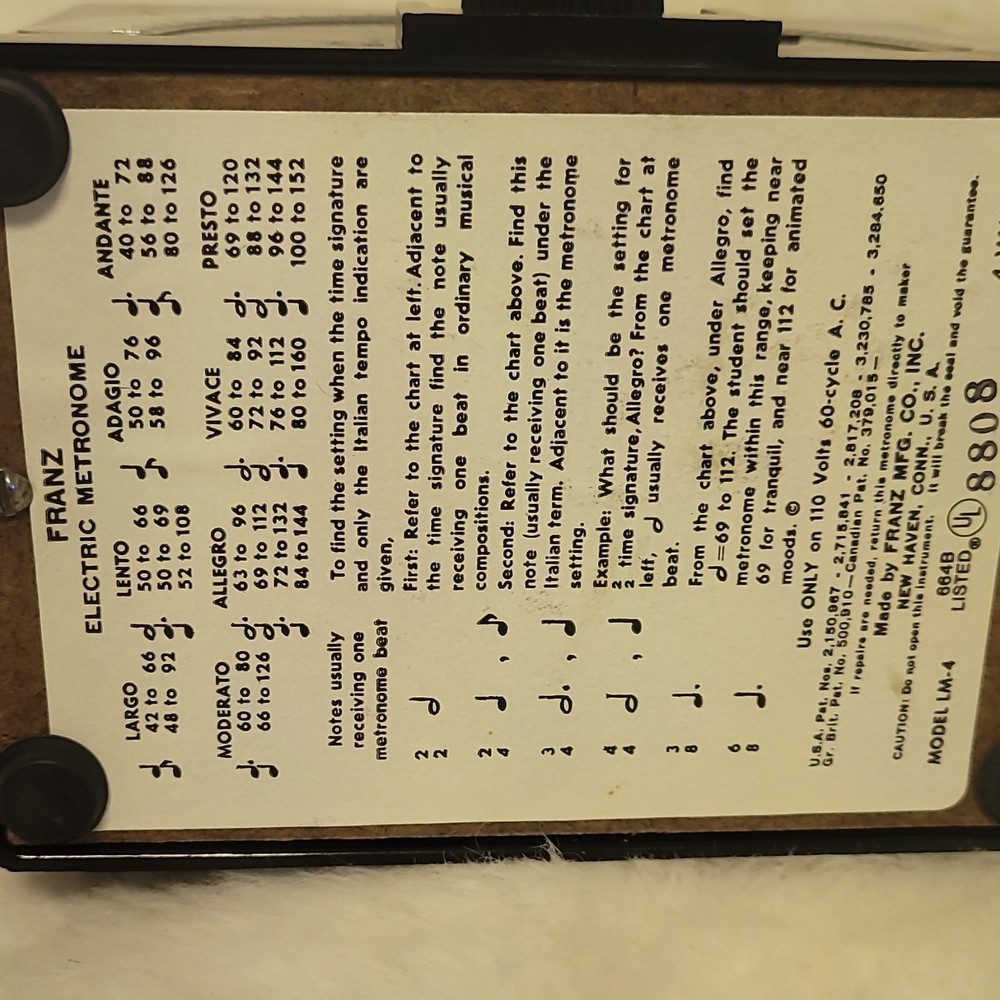 FRANZ
ELECTRIC METRONOME
LARGO
42 to 66
48 to 92
LENTO
50 to 66
50 to 69
52 to 108
ADAGIO
50 to 76
58 to 96
ANDANTE
40 to 72
56 to 88
80 to 126
MODERATO
60 to 80
66 to 126
ALLEGRO
63 to 96
69 to 112
72 to 132
84 to 144
VIVACE
60 to 84
72 to 92
76 to 112
80 to 160
PRESTO
69 to 120
88 to 132
96 to 144
100 to 152
Notes usually
receiving one
metronome beat
2
2
2
4 ,
3
4 ,
4
4 ,
3
8
6
8
To find the setting when the time signature
and only the Italian tempo indication are
given,
First: Refer to the chart at left. Adjacent to
the time signature find the note usually
receiving one beat in ordinary musical
compositions.
Second: Refer to the chart above. Find this
note (usually receiving one beat) under the
Italian term. Adjacent to it is the metronome
setting.
Example: What should be the setting for
2
2 time signature, Allegro? From the chart at
left, usually receives one metronome
beat.
From the chart above, under Allegro, find
=69 to 112. The student should set the
metronome within this range, keeping near
69 for tranquil, and near 112 for animated
moods. ©
Use ONLY on 110 Volts 60-cycle A. C.
U.S.A. Pat. Nos. 2,150,967 - 2,715,841 - 2,817,208 - 3,230,785 - 3,284,650
Gr. Brit. Pat. No. 500,910—Canadian Pat. No. 379,015—
If repairs are needed, return this metronome directly to maker
Made by FRANZ MFG. CO., INC.
NEW HAVEN, CONN., U. S. A.
CAUTION: Do not open this instrument. It will break the seal and void the guarantee.
MODEL LM-4
664B
LISTED UL ®
8808